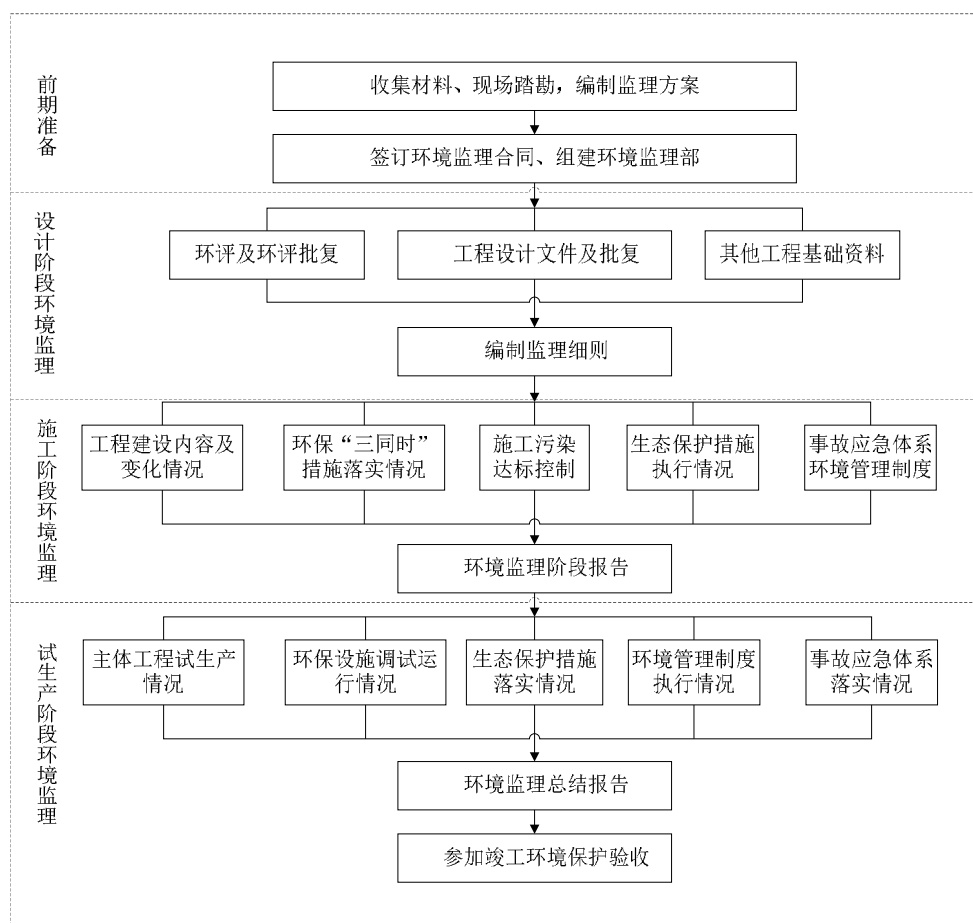 前期准备
收集材料、现场踏勘，编制监理方案
签订环境监理合同、组建环境监理部
设计阶段环境监理
环评及环评批复
工程设计文件及批复
其他工程基础资料
编制监理细则
施工阶段环境监理
工程建设内容及
变化情况
环保“三同时”
措施落实情况
施工污染
达标控制
生态保护措施
执行情况
事故应急体系
环境管理制度
环境监理阶段报告
试生产阶段环境监理
主体工程试生产
情况
环保设施调试运
行情况
生态保护措施
落实情况
环境管理制度
执行情况
事故应急体系
落实情况
环境监理总结报告
参加竣工环境保护验收